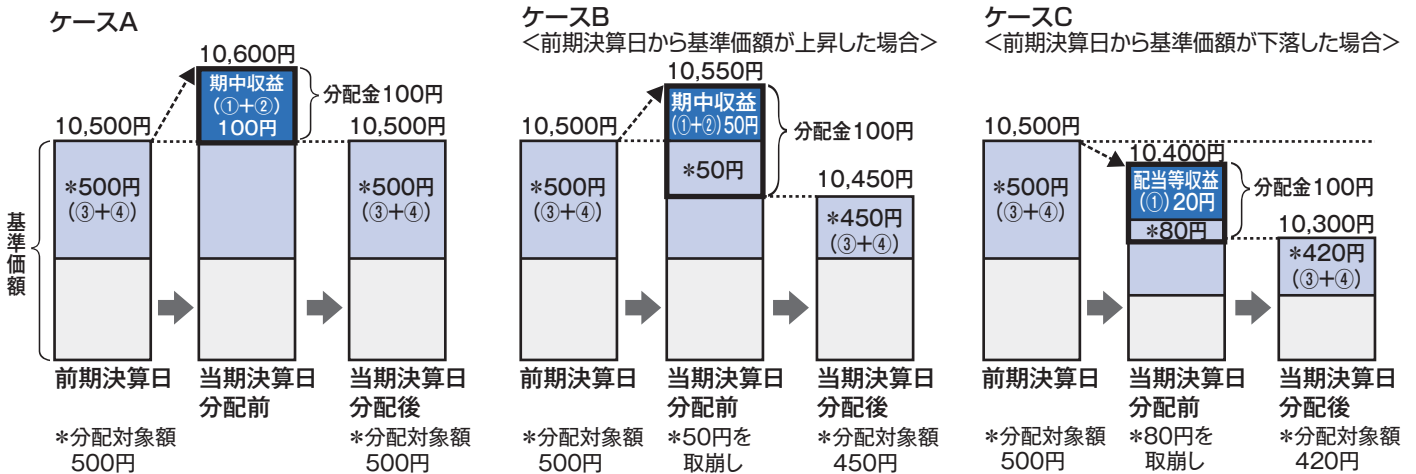 ケースA
10,600円
期中収益
(①+②)
100円
分配金100円
10,500円
10,500円
*500円
(③+④)
*500円
(③+④)
基準価額
前期決算日
当期決算日
分配前
当期決算日
分配後
*分配対象額
500円
*分配対象額
500円
ケースB
<前期決算日から基準価額が上昇した場合>
10,550円
期中収益
(①+②)50円
分配金100円
10,500円
*500円
(③+④)
*50円
10,450円
*450円
(③+④)
前期決算日
当期決算日
分配前
当期決算日
分配後
*分配対象額
500円
*50円を
取崩し
*分配対象額
450円
ケースC
<前期決算日から基準価額が下落した場合>
10,500円
10,400円
配当等収益
(①)20円
分配金100円
*500円
(③+④)
*80円
10,300円
*420円
(③+④)
前期決算日
当期決算日
分配前
当期決算日
分配後
*分配対象額
500円
*80円を
取崩し
*分配対象額
420円